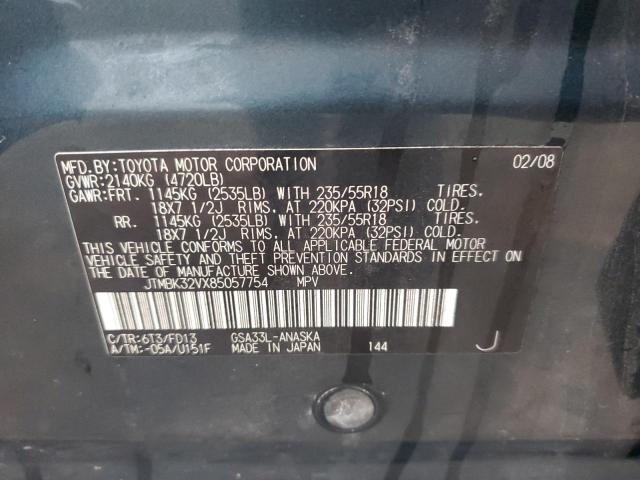 MFD.BY:TOYOTA MOTOR CORPORATION 02/08
GVWR:2140KG (4720LB)
GAWR:FRT. 1145KG (2535LB) WITH 235/55R18 TIRES.
18X7 1/2J RIMS. AT 220KPA (32PSI) COLD.
RR. 1145KG (2535LB) WITH 235/55R18 TIRES.
18X7 1/2J RIMS. AT 220KPA (32PSI) COLD.
THIS VEHICLE CONFORMS TO ALL APPLICABLE FEDERAL MOTOR
VEHICLE SAFETY AND THEFT PREVENTION STANDARDS IN EFFECT ON
THE DATE OF MANUFACTURE SHOWN ABOVE.
JTMBK32VX85057754 MPV
C/TR:6T3/FD13 GSA33L-ANASKA
A/TM:-05A/U151F MADE IN JAPAN 144 J